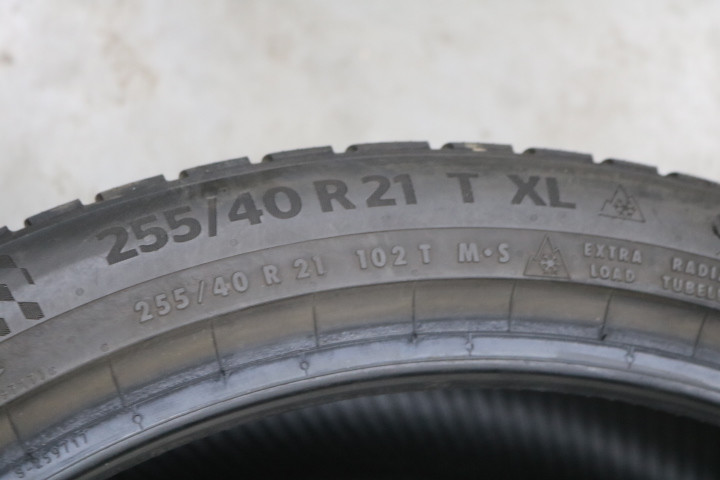 255/40 R 21 T XL
255/40 R 21 102 T M·S
EXTRA
LOAD